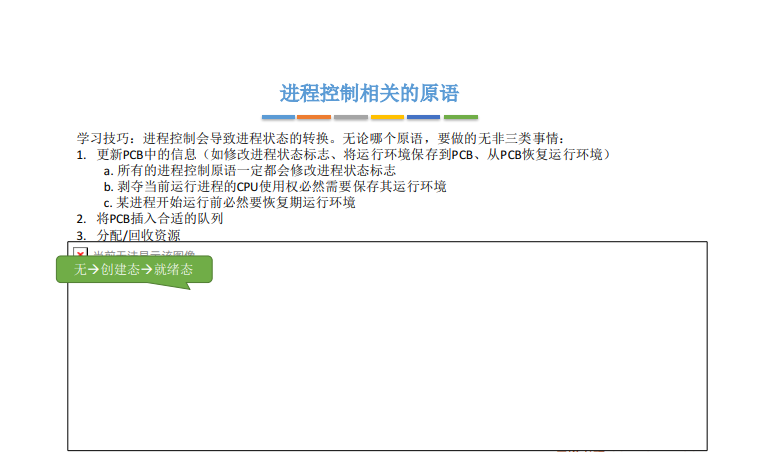 进程控制相关的原语
学习技巧：进程控制会导致进程状态的转换。无论哪个原语，要做的无非三类事情：
1. 更新PCB中的信息（如修改进程状态标志、将运行环境保存到PCB、从PCB恢复运行环境）
a. 所有的进程控制原语一定都会修改进程状态标志
b. 剥夺当前运行进程的CPU使用权必然需要保存其运行环境
c. 某进程开始运行前必然要恢复期运行环境
2. 将PCB插入合适的队列
3. 分配/回收资源
当前无法显示该图像
无→创建态→就绪态